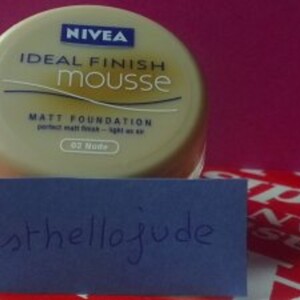 NIVEA
IDEAL FINISH
mousse
MATT FOUNDATION
perfect matt finish – light as air
02 Nude
sthellojude